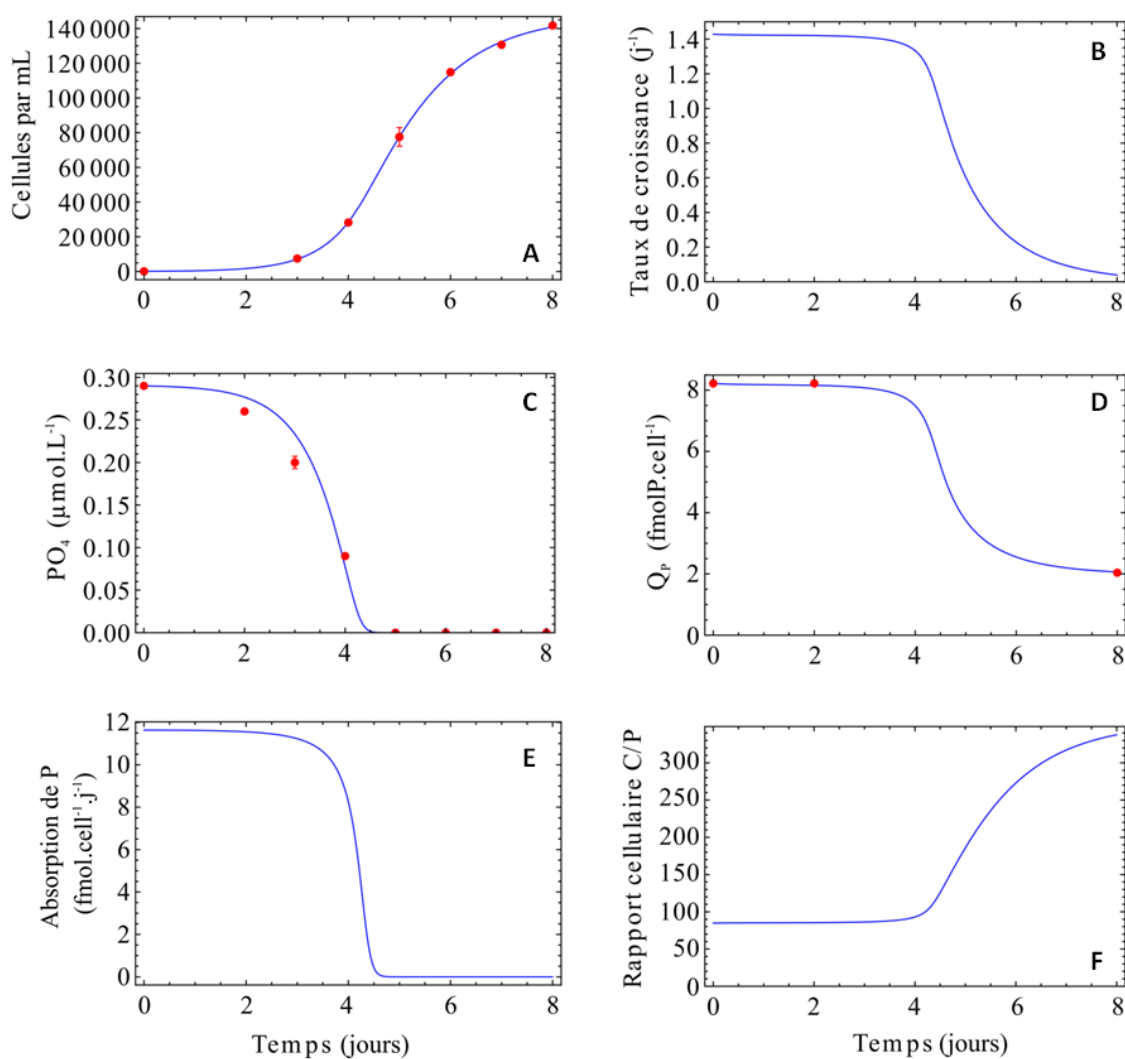 Cellules par mL
140 000
120 000
100 000
80 000
60 000
40 000
20 000
0
0 2 4 6 8
A
Taux de croissance (j⁻¹)
1.4
1.2
1.0
0.8
0.6
0.4
0.2
0.0
0 2 4 6 8
B
PO₄ (µmol.L⁻¹)
0.30
0.25
0.20
0.15
0.10
0.05
0.00
0 2 4 6 8
C
Q_P (fmolP.cell⁻¹)
8
6
4
2
0
0 2 4 6 8
D
Absorption de P
(fmol.cell⁻¹.j⁻¹)
12
10
8
6
4
2
0
0 2 4 6 8
E
Temps (jours)
Rapport cellulaire C/P
300
250
200
150
100
50
0
0 2 4 6 8
F
Temps (jours)